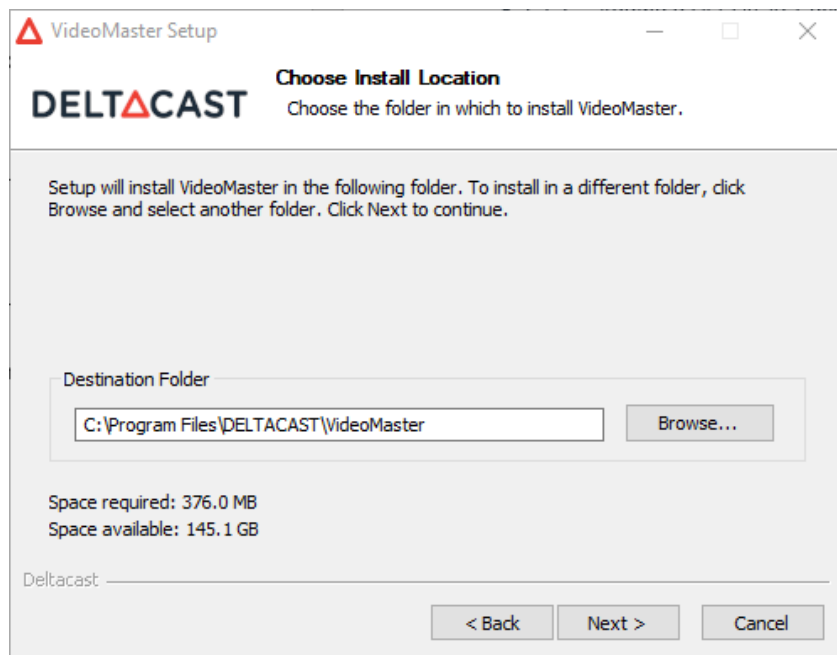 VideoMaster Setup
DELTACAST
Choose Install Location
Choose the folder in which to install VideoMaster.
Setup will install VideoMaster in the following folder. To install in a different folder, click
Browse and select another folder. Click Next to continue.
Destination Folder
C:\Program Files\DELTACAST\VideoMaster
Browse...
Space required: 376.0 MB
Space available: 145.1 GB
Deltacast
< Back
Next >
Cancel